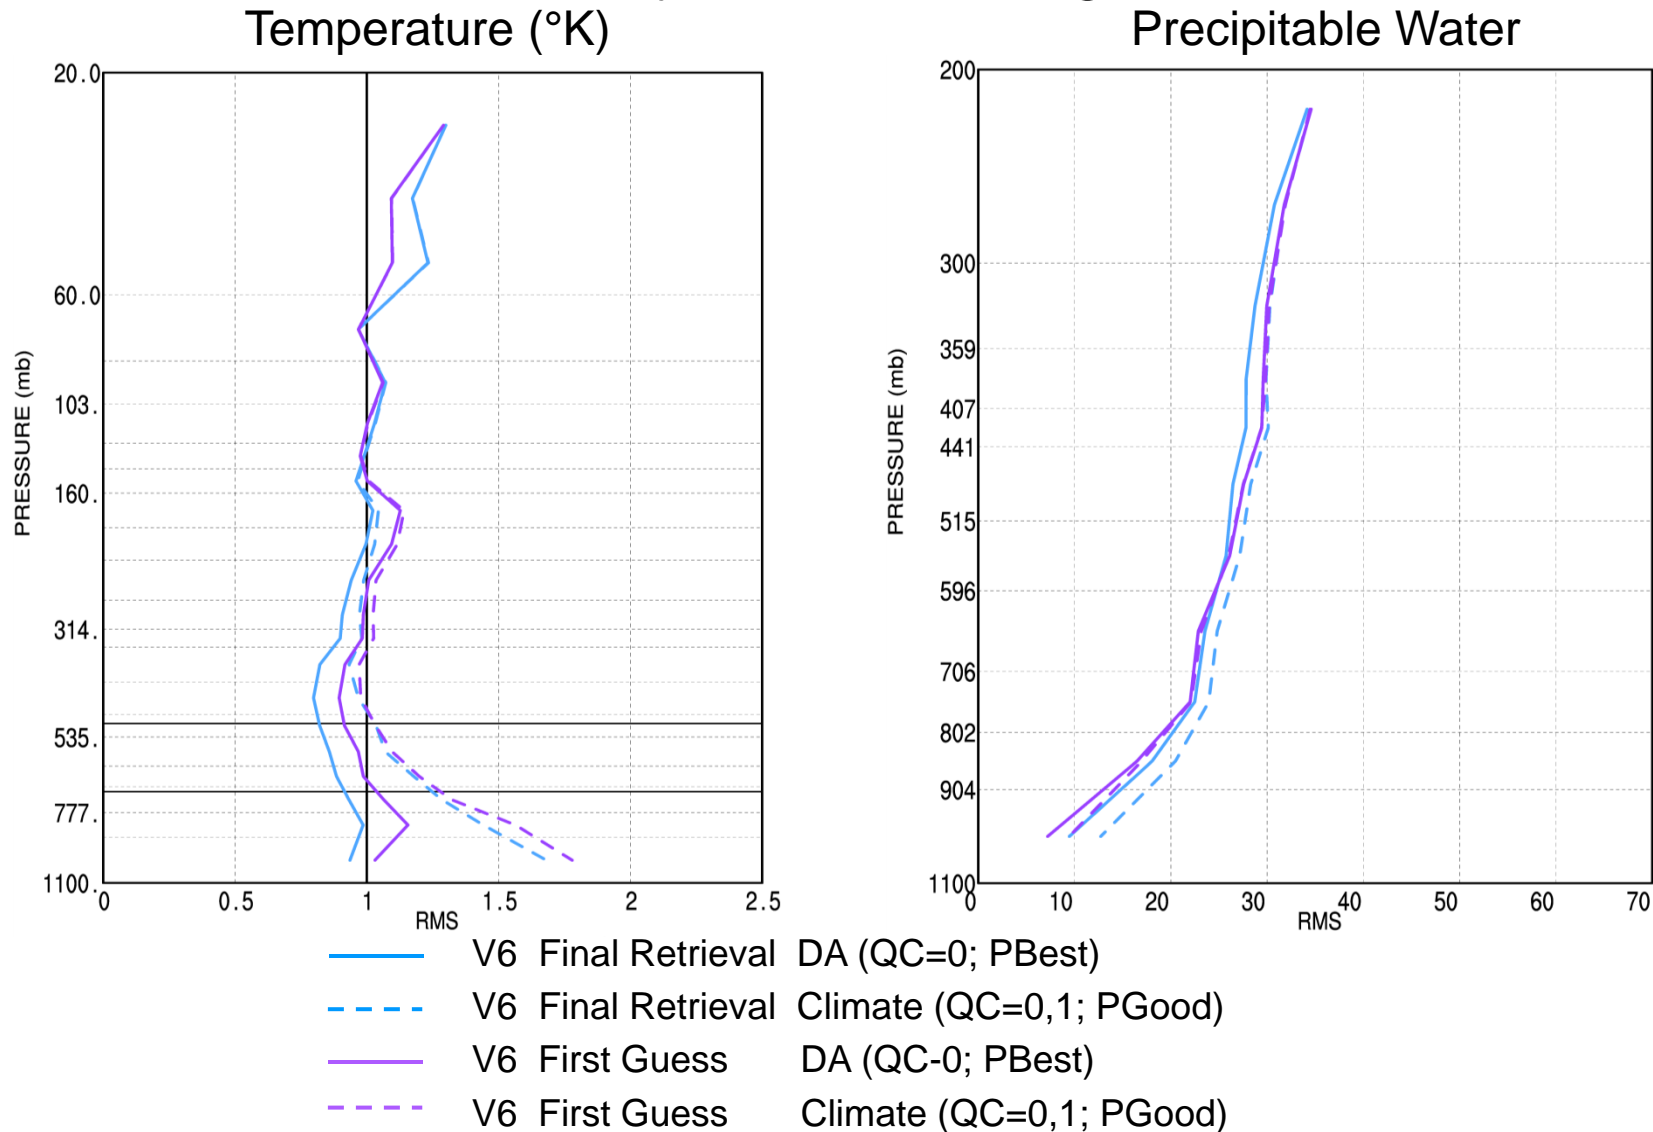 Temperature (°K)
Precipitable Water
20.0
60.0
103.
160.
314.
535.
777.
1100.
PRESSURE (mb)
0 0.5 1 1.5 2 2.5
RMS
200
300
359
407
441
515
596
706
802
904
1100
PRESSURE (mb)
0 10 20 30 40 50 60 70
RMS
V6 Final Retrieval DA (QC=0; PBest)
V6 Final Retrieval Climate (QC=0,1; PGood)
V6 First Guess DA (QC-0; PBest)
V6 First Guess Climate (QC=0,1; PGood)